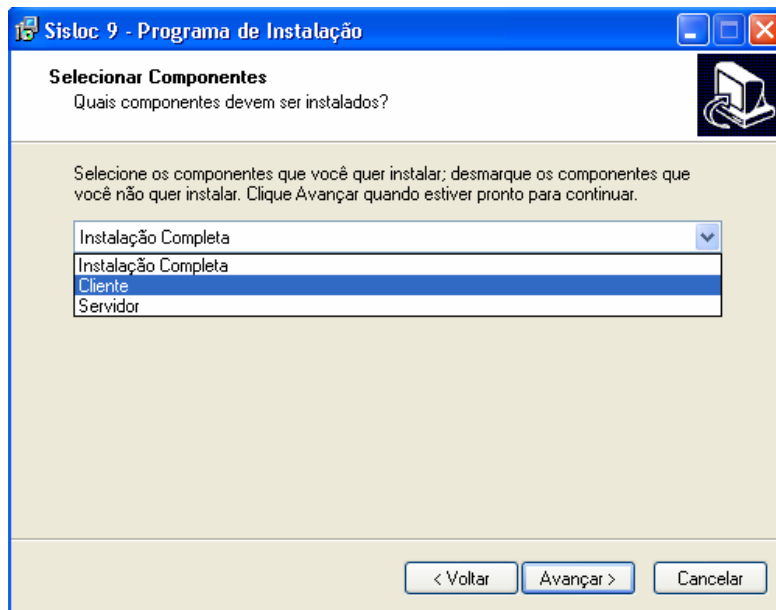 Sisloc 9 - Programa de Instalação
Selecionar Componentes
Quais componentes devem ser instalados?
Selecione os componentes que você quer instalar; desmarque os componentes que
você não quer instalar. Clique Avançar quando estiver pronto para continuar.
Instalação Completa
Instalação Completa
Cliente
Servidor
< Voltar
Avançar >
Cancelar